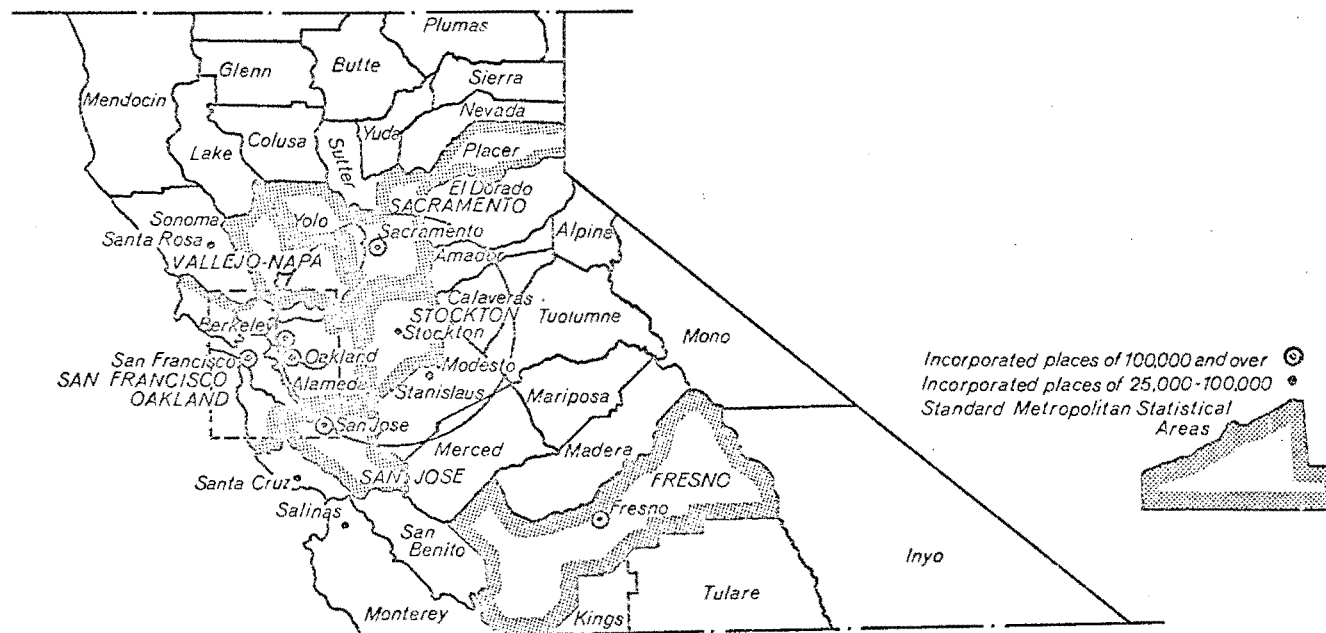 Plumas
Glenn
Butte
Sierra
Mendocin
Nevada
Colusa
Yuda
Sutter
Lake
Placer
El Dorado
SACRAMENTO
Sonoma
Yolo
Santa Rosa
Sacramento
Alpine
VALLEJO-NAPA
Amador
Calaveras
STOCKTON
Stockton
Tuolumne
Mono
Berkeley
San Francisco
Oakland
SAN FRANCISCO
OAKLAND
Alameda
Modesto
Stanislaus
Mariposa
San Jose
Merced
Madera
SAN JOSE
FRESNO
Santa Cruz
Salinas
Fresno
San
Benito
Inyo
Monterey
Kings
Tulare
Incorporated places of 100,000 and over
Incorporated places of 25,000-100,000
Standard Metropolitan Statistical
Areas